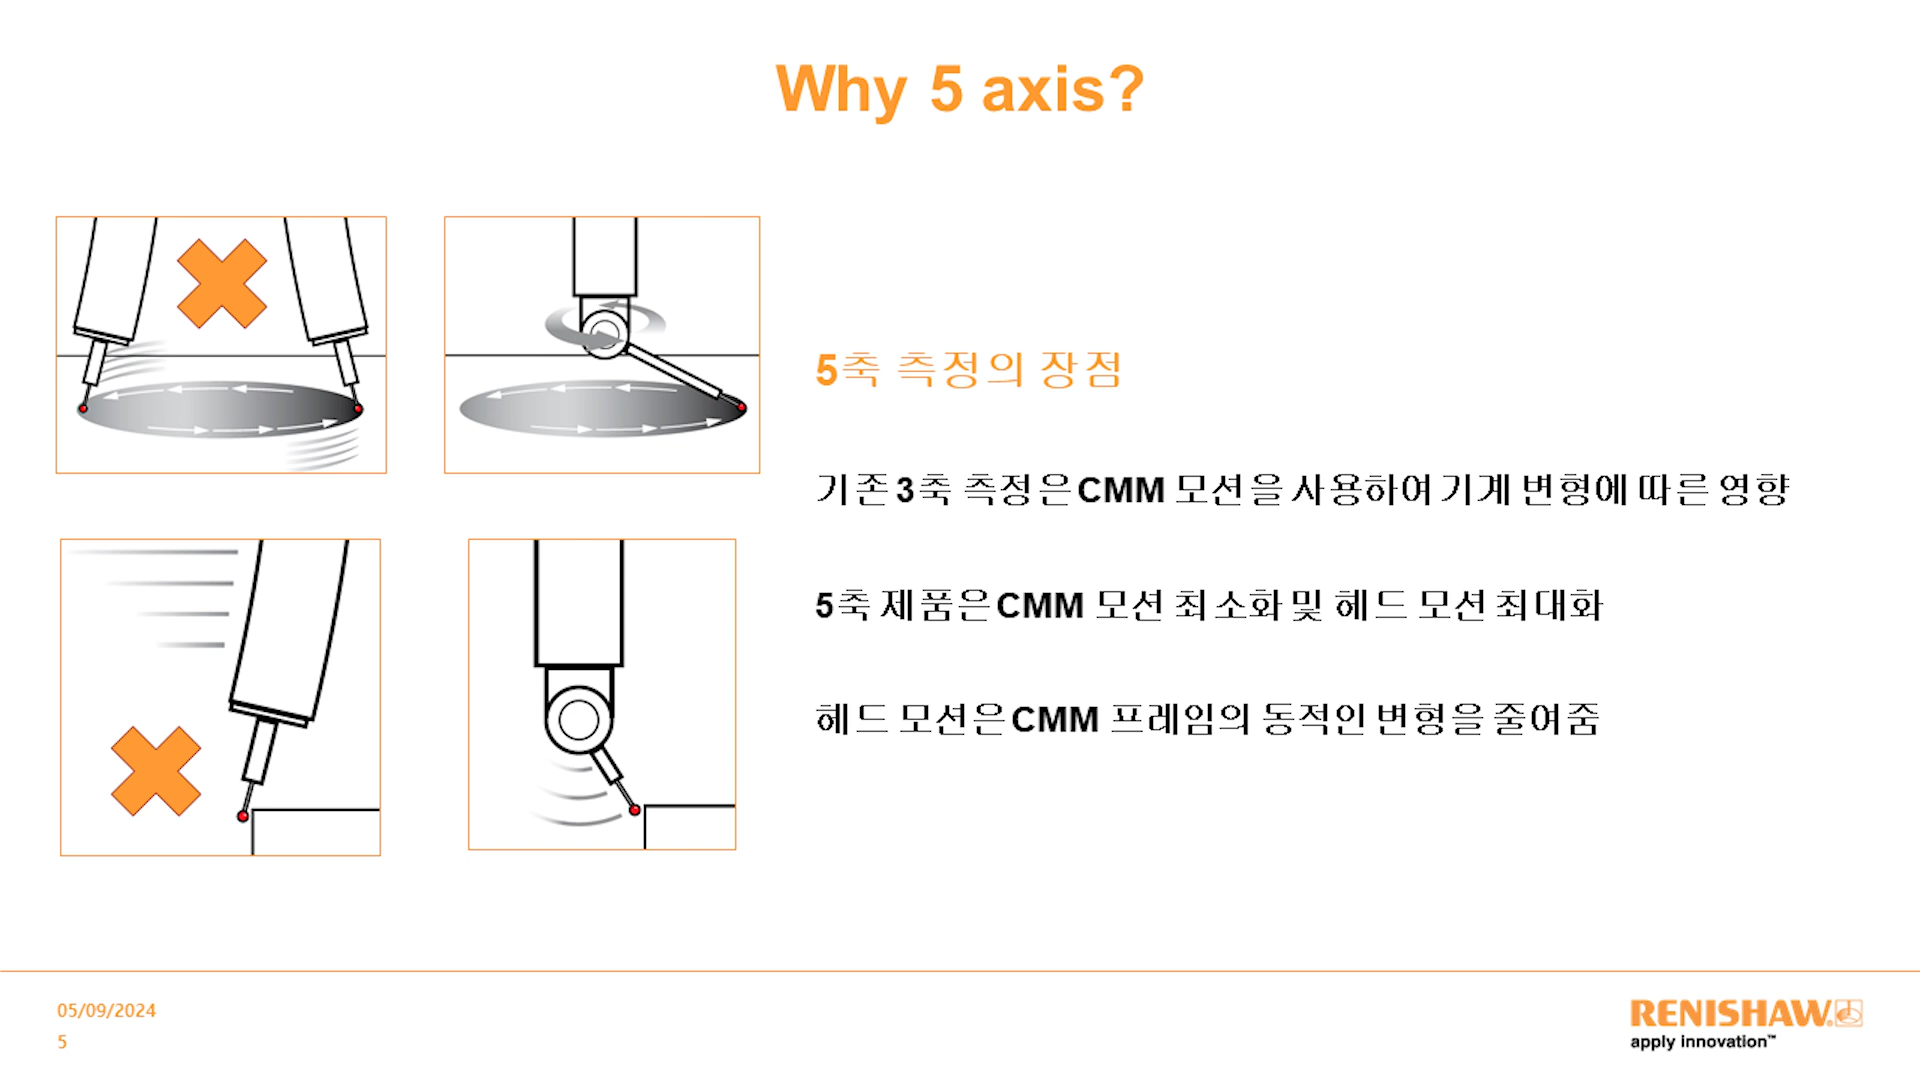 Why 5 axis?
5축 측정의 장점
기존 3축 측정은 CMM 모션을 사용하여 기계 변형에 따른 영향
5축 제품은 CMM 모션 최소화 및 헤드 모션 최대화
헤드 모션은 CMM 프레임의 동적인 변형을 줄여줌
05/09/2024
5
RENISHAW.
apply innovation™